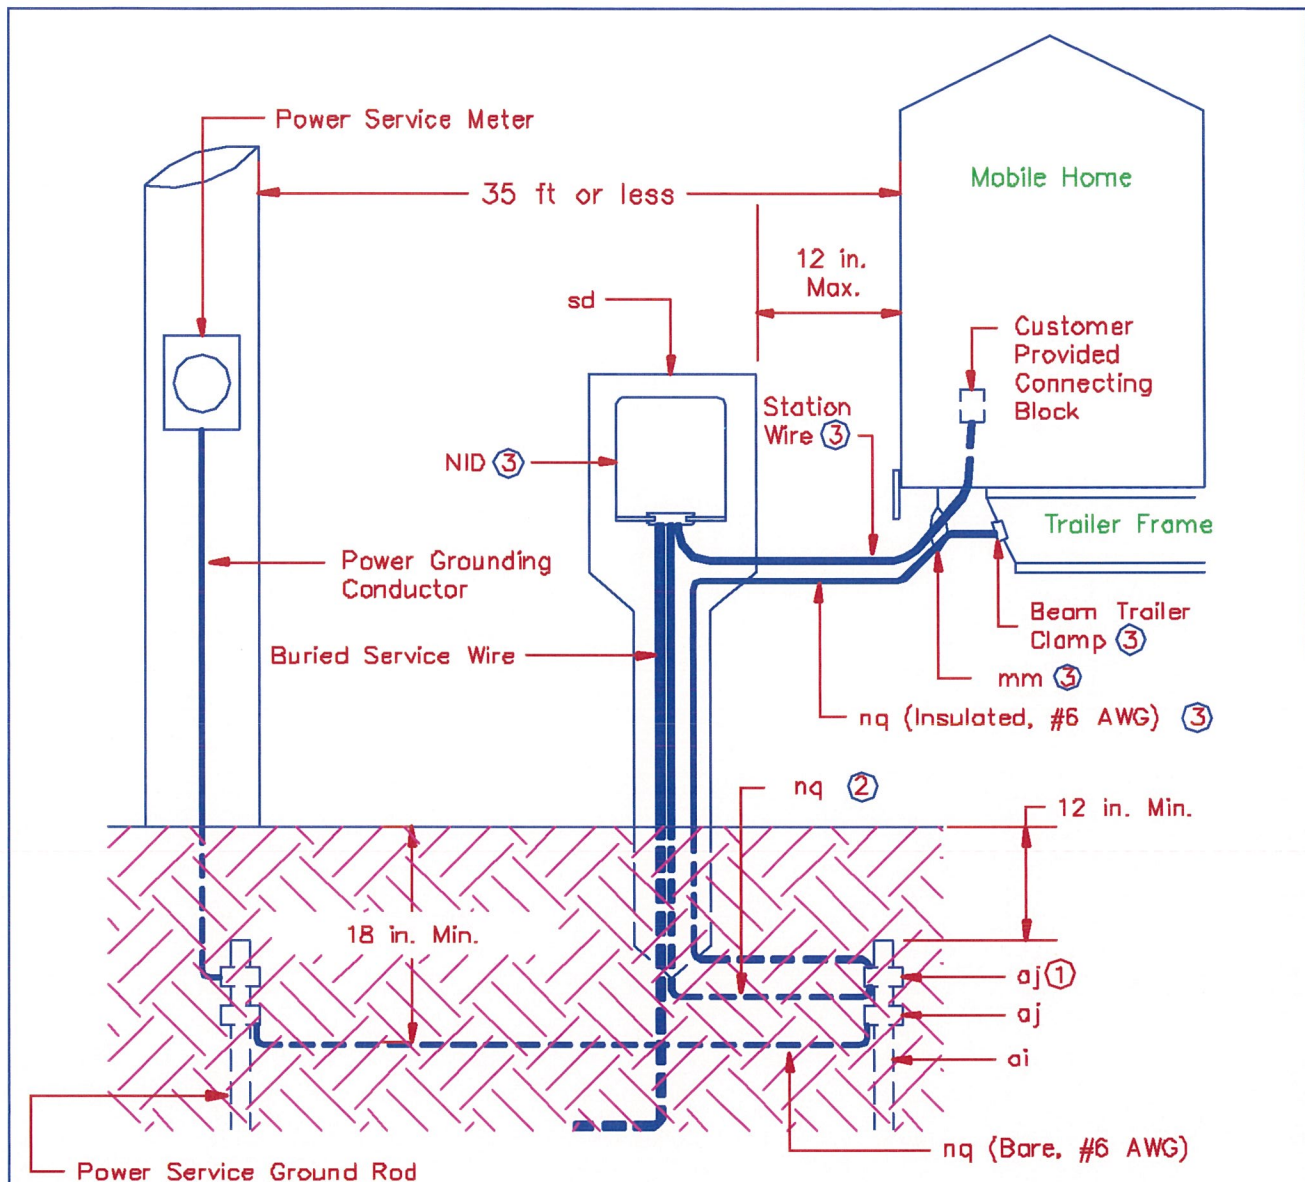 Power Service Meter
35 ft or less
Mobile Home
12 in.
Max.
sd
Customer
Provided
Connecting
Block
Station
Wire 3
NID 3
Trailer Frame
Power Grounding
Conductor
Beam Trailer
Clamp 3
Buried Service Wire
mm 3
nq (Insulated, #6 AWG) 3
nq 2
12 in. Min.
18 in. Min.
aj 1
aj
ai
nq (Bare, #6 AWG)
Power Service Ground Rod